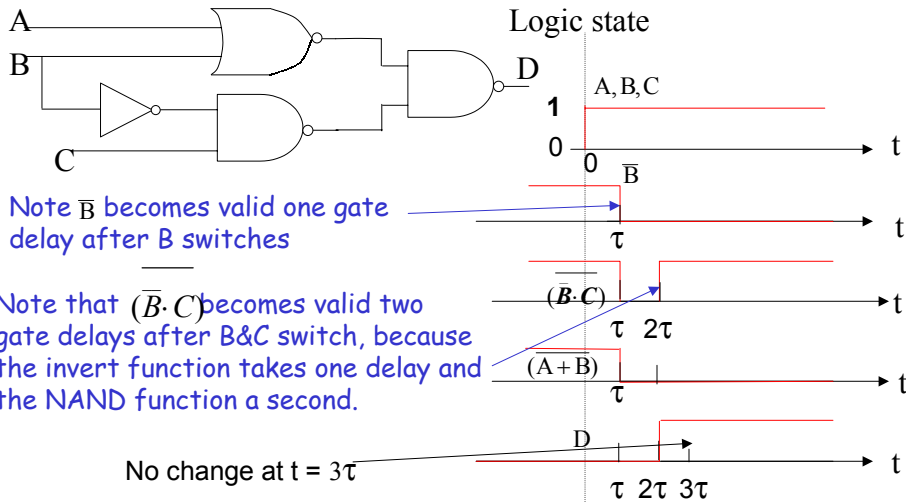 Logic state
A
B
C
D
A, B, C
1
0
0
t
B̅
Note B̅ becomes valid one gate
delay after B switches
τ
t
Note that (B̅·C)̅ becomes valid two
gate delays after B&C switch, because
the invert function takes one delay and
the NAND function a second.
(B̅·C)̅
τ 2τ
t
(A + B)̅
τ
t
D
No change at t = 3τ
τ 2τ 3τ
t